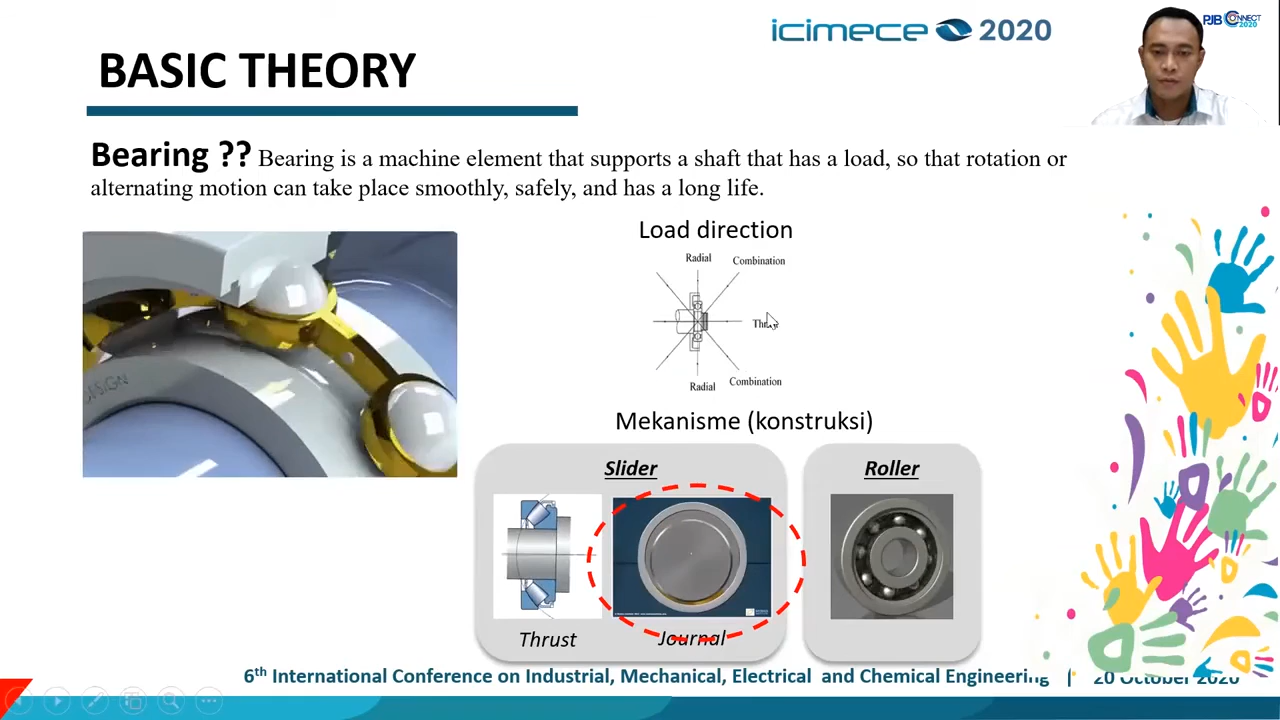 icimece 2020
PJB CONNECT
2020
BASIC THEORY
Bearing ?? Bearing is a machine element that supports a shaft that has a load, so that rotation or
alternating motion can take place smoothly, safely, and has a long life.
Load direction
Radial
Combination
Radial
Combination
Mekanisme (konstruksi)
Slider
Roller
Thrust
Journal
DESIGN
6th International Conference on Industrial, Mechanical, Electrical and Chemical Engineering | 20 October 2020